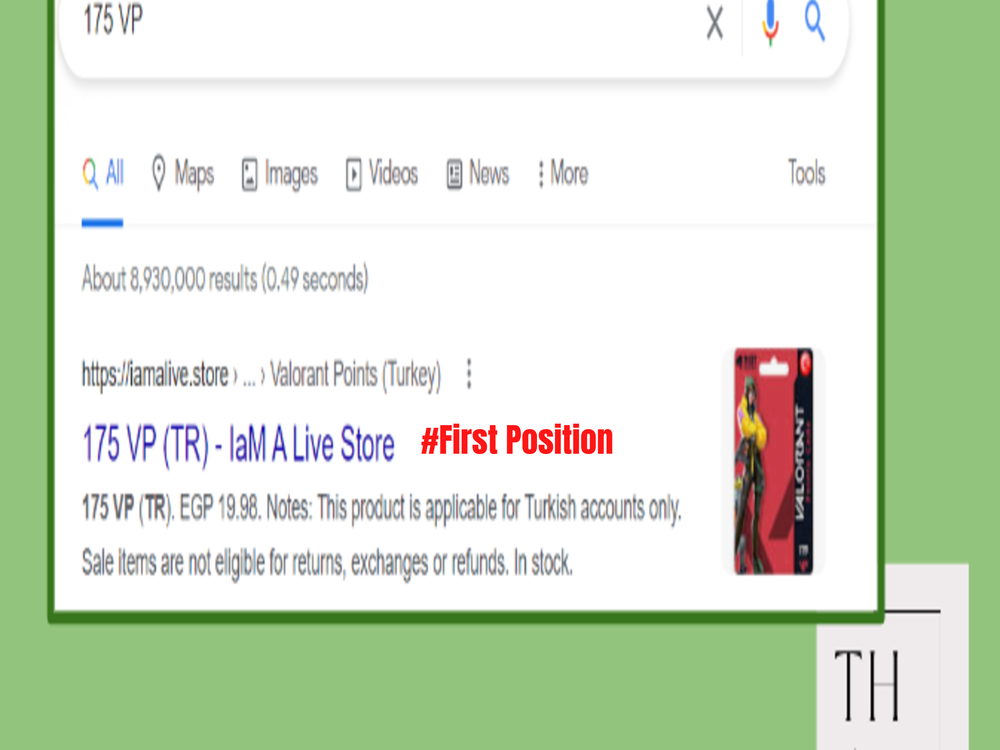 175 VP
All Maps Images Videos News More Tools
About 8,930,000 results (0.49 seconds)
https://iamalive.store › ... › Valorant Points (Turkey)
175 VP (TR) - IaM A Live Store #First Position
175 VP (TR). EGP 19.98. Notes: This product is applicable for Turkish accounts only.
Sale items are not eligible for returns, exchanges or refunds. In stock.
VALORANT
TH